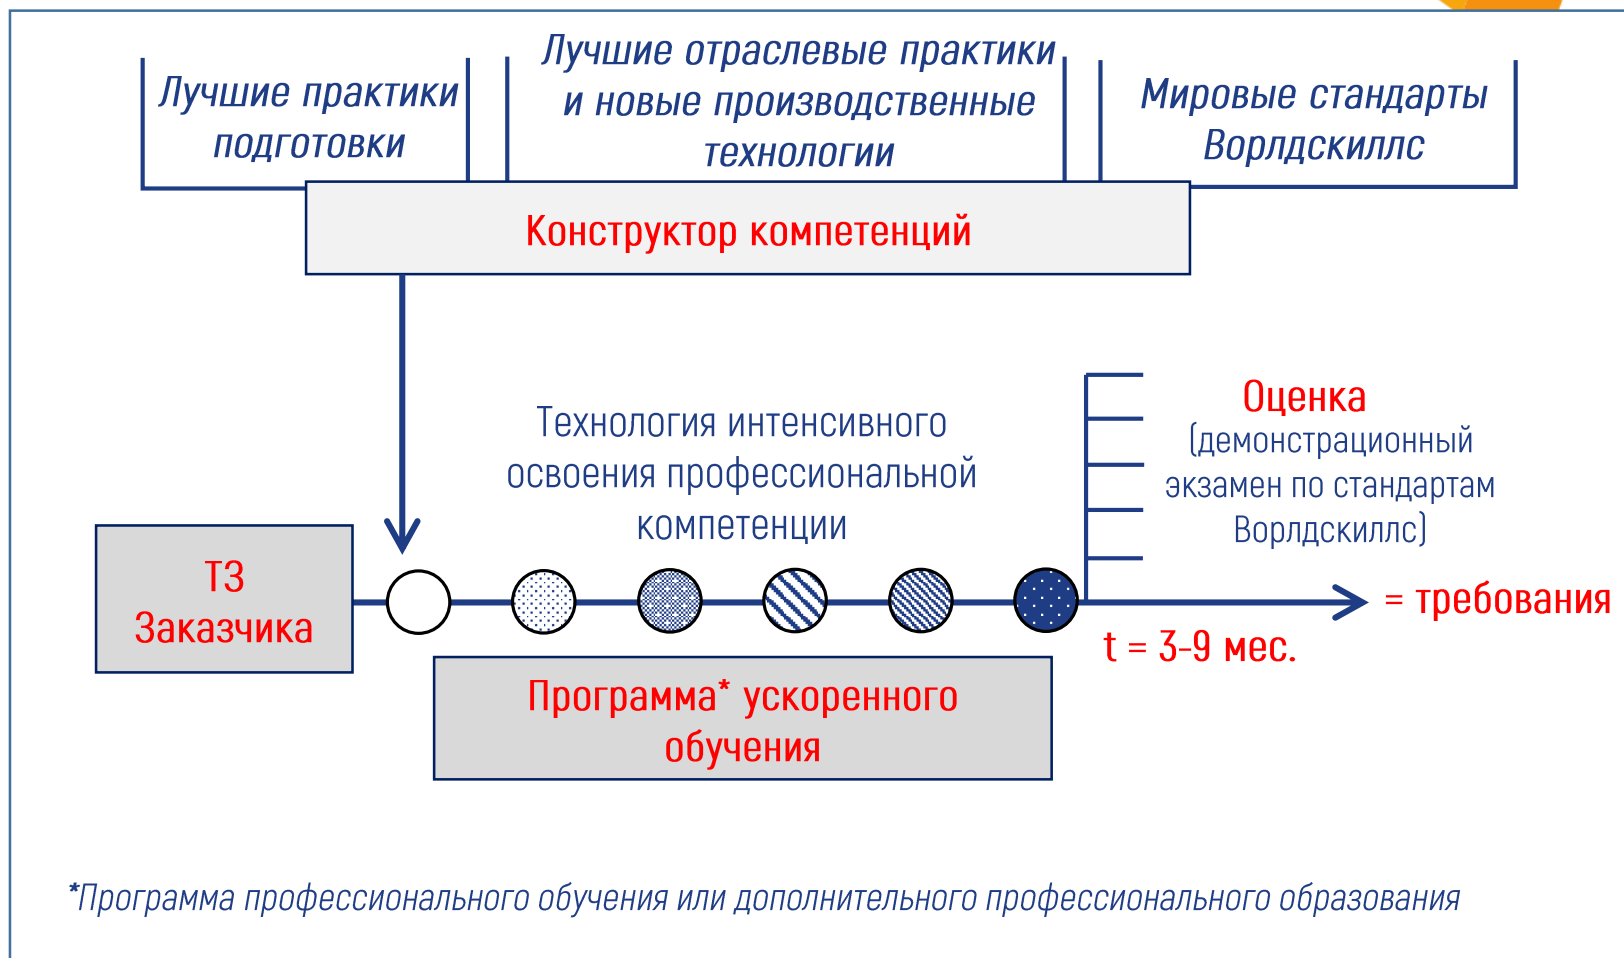 Лучшие практики
подготовки
Лучшие отраслевые практики
и новые производственные
технологии
Мировые стандарты
Ворлдскиллс
Конструктор компетенций
Технология интенсивного
освоения профессиональной
компетенции
Оценка
(демонстрационный
экзамен по стандартам
Ворлдскиллс)
ТЗ
Заказчика
= требования
t = 3-9 мес.
Программа* ускоренного
обучения
*Программа профессионального обучения или дополнительного профессионального образования